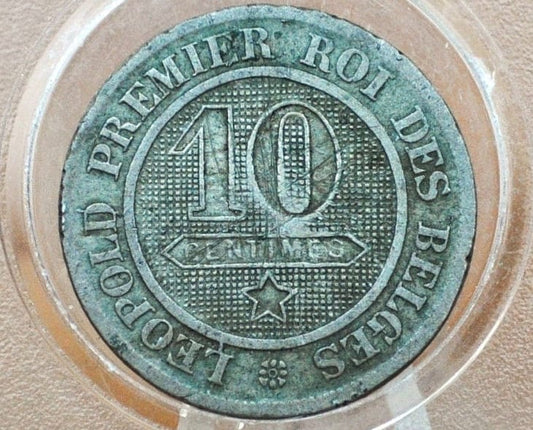 LEOPOLD PREMIER ROI DES BELGES
10
CENTIMES